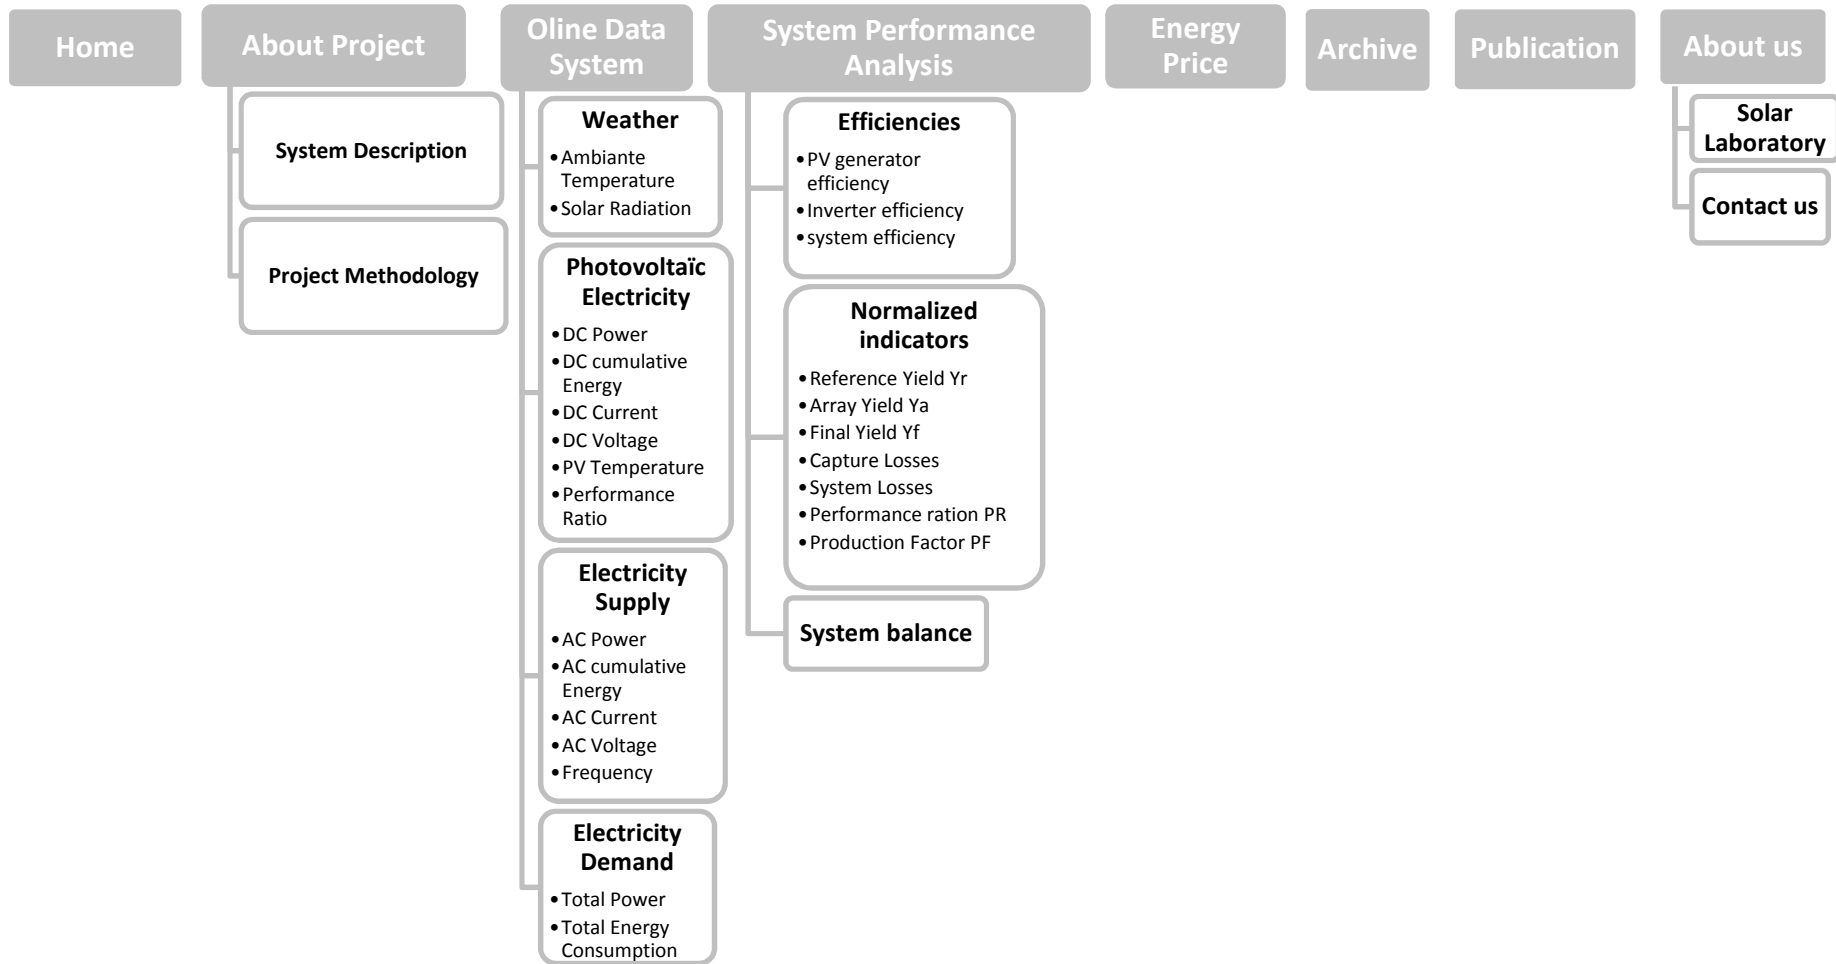 Home
About Project
Oline Data
System
System Performance
Analysis
Energy
Price
Archive
Publication
About us
System Description
Project Methodology
Weather
•Ambiante
Temperature
•Solar Radiation
Photovoltaïc
Electricity
•DC Power
•DC cumulative
Energy
•DC Current
•DC Voltage
•PV Temperature
•Performance
Ratio
Electricity
Supply
•AC Power
•AC cumulative
Energy
•AC Current
•AC Voltage
•Frequency
Electricity
Demand
•Total Power
•Total Energy
Consumption
Efficiencies
•PV generator
efficiency
•Inverter efficiency
•system efficiency
Normalized
indicators
•Reference Yield Yr
•Array Yield Ya
•Final Yield Yf
•Capture Losses
•System Losses
•Performance ration PR
•Production Factor PF
System balance
Solar
Laboratory
Contact us